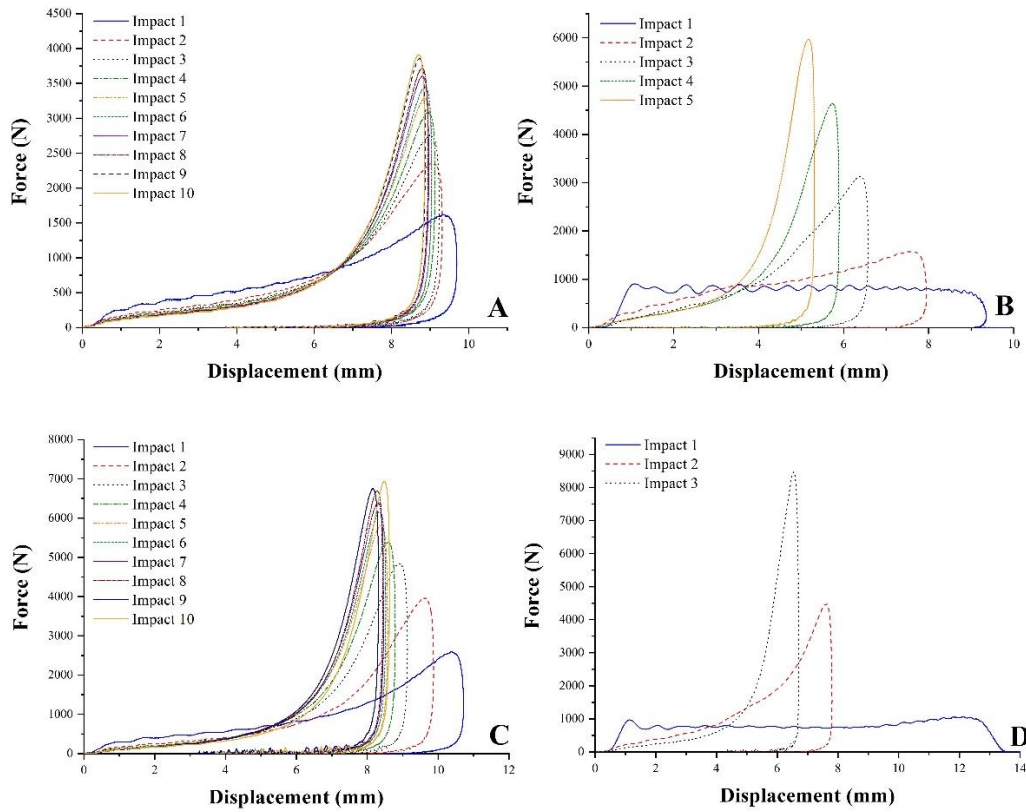 Impact 1
Impact 2
Impact 3
Impact 4
Impact 5
Impact 6
Impact 7
Impact 8
Impact 9
Impact 10
4500
4000
3500
3000
2500
2000
1500
1000
500
0
Force (N)
0 2 4 6 8 10
Displacement (mm)
A
Impact 1
Impact 2
Impact 3
Impact 4
Impact 5
6000
5000
4000
3000
2000
1000
0
Force (N)
0 2 4 6 8 10
Displacement (mm)
B
Impact 1
Impact 2
Impact 3
Impact 4
Impact 5
Impact 6
Impact 7
Impact 8
Impact 9
Impact 10
8000
7000
6000
5000
4000
3000
2000
1000
0
Force (N)
0 2 4 6 8 10 12
Displacement (mm)
C
Impact 1
Impact 2
Impact 3
9000
8000
7000
6000
5000
4000
3000
2000
1000
0
Force (N)
0 2 4 6 8 10 12 14
Displacement (mm)
D